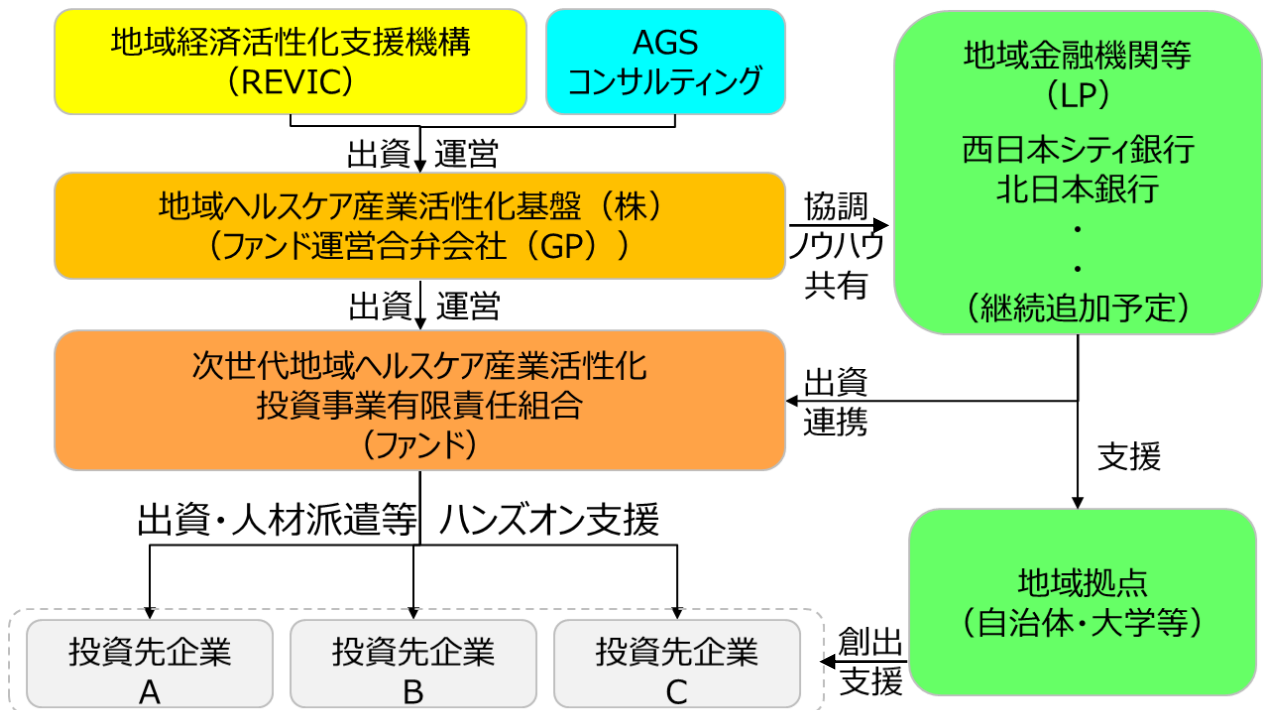 地域経済活性化支援機構
（REVIC）
AGS
コンサルティング
地域金融機関等
（LP）
西日本シティ銀行
北日本銀行
・
・
（継続追加予定）
出資 運営
地域ヘルスケア産業活性化基盤（株）
（ファンド運営合弁会社（GP））
協調
ノウハウ
共有
出資 運営
次世代地域ヘルスケア産業活性化
投資事業有限責任組合
（ファンド）
出資
連携
支援
出資・人材派遣等 ハンズオン支援
地域拠点
（自治体・大学等）
投資先企業
A
投資先企業
B
投資先企業
C
創出
支援